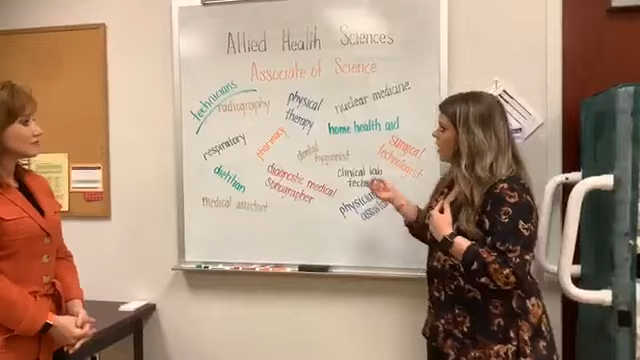 Allied Health Sciences
Associate of Science
technicians
radiography
physical
therapy
nuclear medicine
home health aid
respiratory
pharmacy
dental
hygienist
surgical
technologist
dietitian
diagnostic medical
sonographer
clinical lab
medical assistant